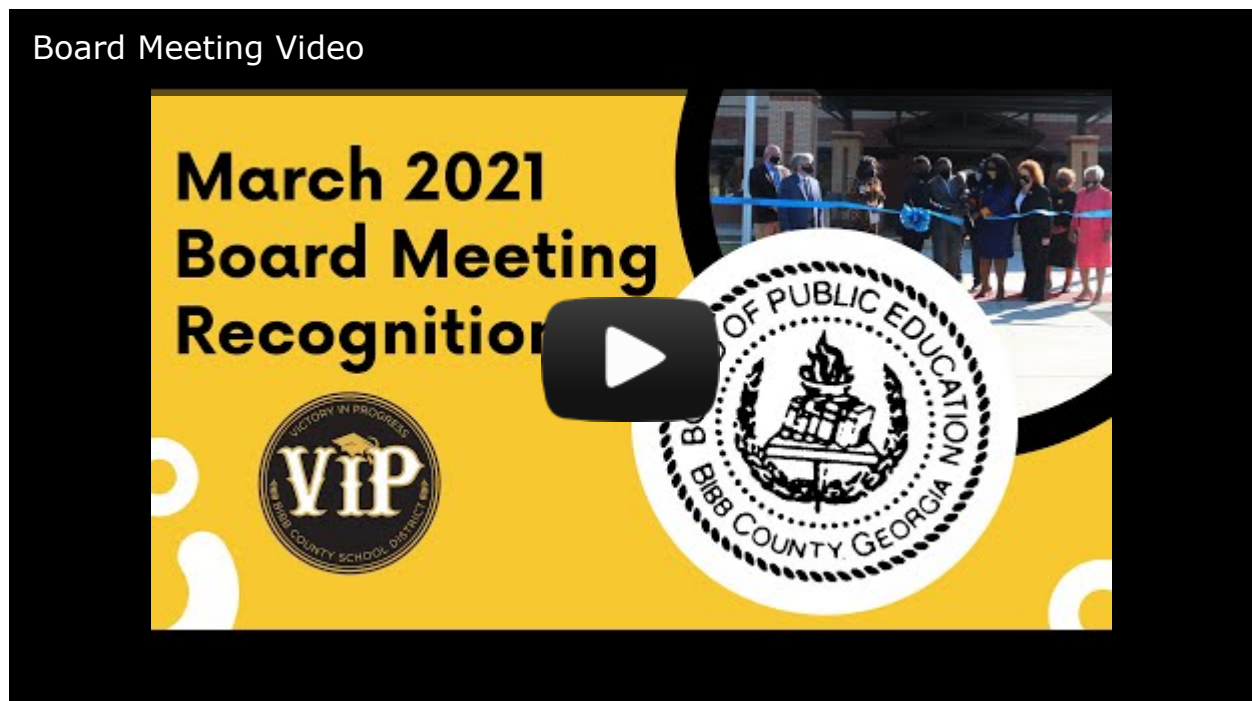 Board Meeting Video
March 2021
Board Meeting
Recognition
OF PUBLIC EDUCATION
BIBB COUNTY, GEORGIA
VICTORY IN PROGRESS
VIP
BIBB COUNTY SCHOOL DISTRICT